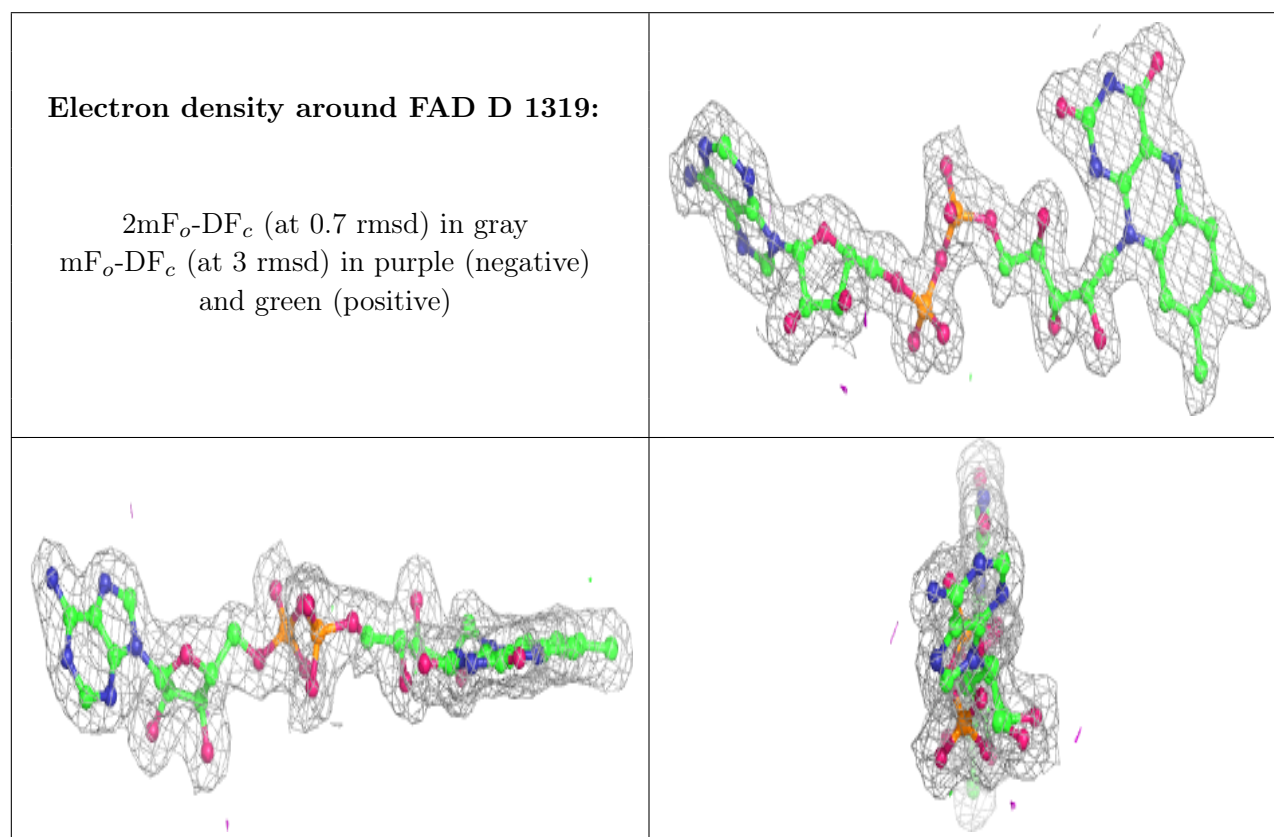 Electron density around FAD D 1319:
2mFo-DFc (at 0.7 rmsd) in gray
mFo-DFc (at 3 rmsd) in purple (negative)
and green (positive)